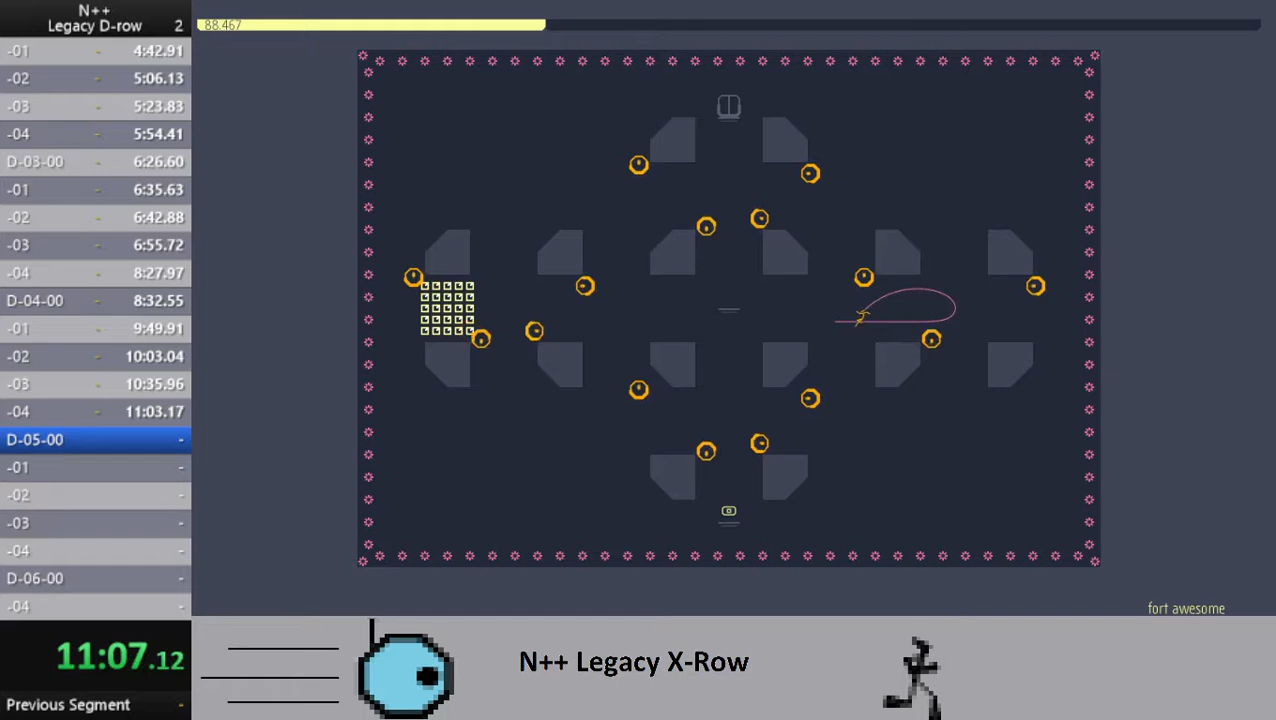 N++
Legacy D-row 2
-01 - 4:42.91
-02 - 5:06.13
-03 - 5:23.83
-04 - 5:54.41
D-03-00 - 6:26.60
-01 - 6:35.63
-02 - 6:42.88
-03 - 6:55.72
-04 - 8:27.97
D-04-00 - 8:32.55
-01 - 9:49.91
-02 - 10:03.04
-03 - 10:35.96
-04 - 11:03.17
D-05-00 -
-01 -
-02 -
-03 -
-04 -
D-06-00 -
-04 -
11:07.12
Previous Segment -
88.467
fort awesome
N++ Legacy X-Row